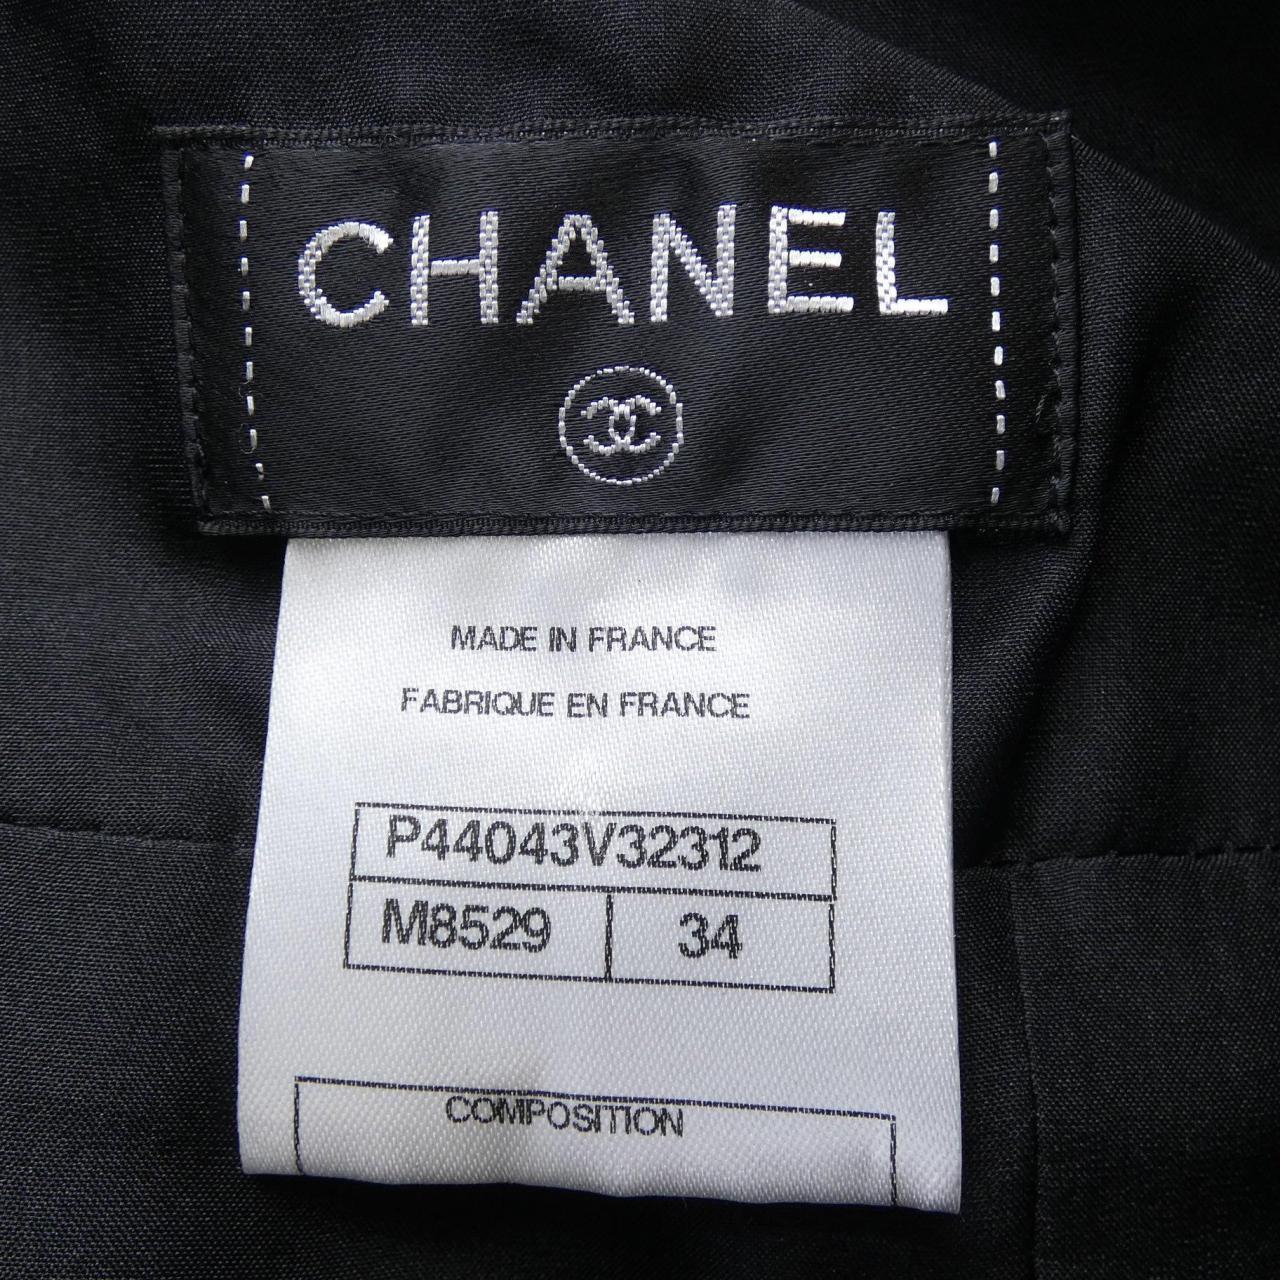 CHANEL
MADE IN FRANCE
FABRIQUE EN FRANCE
P44043V32312
M8529 34
COMPOSITION